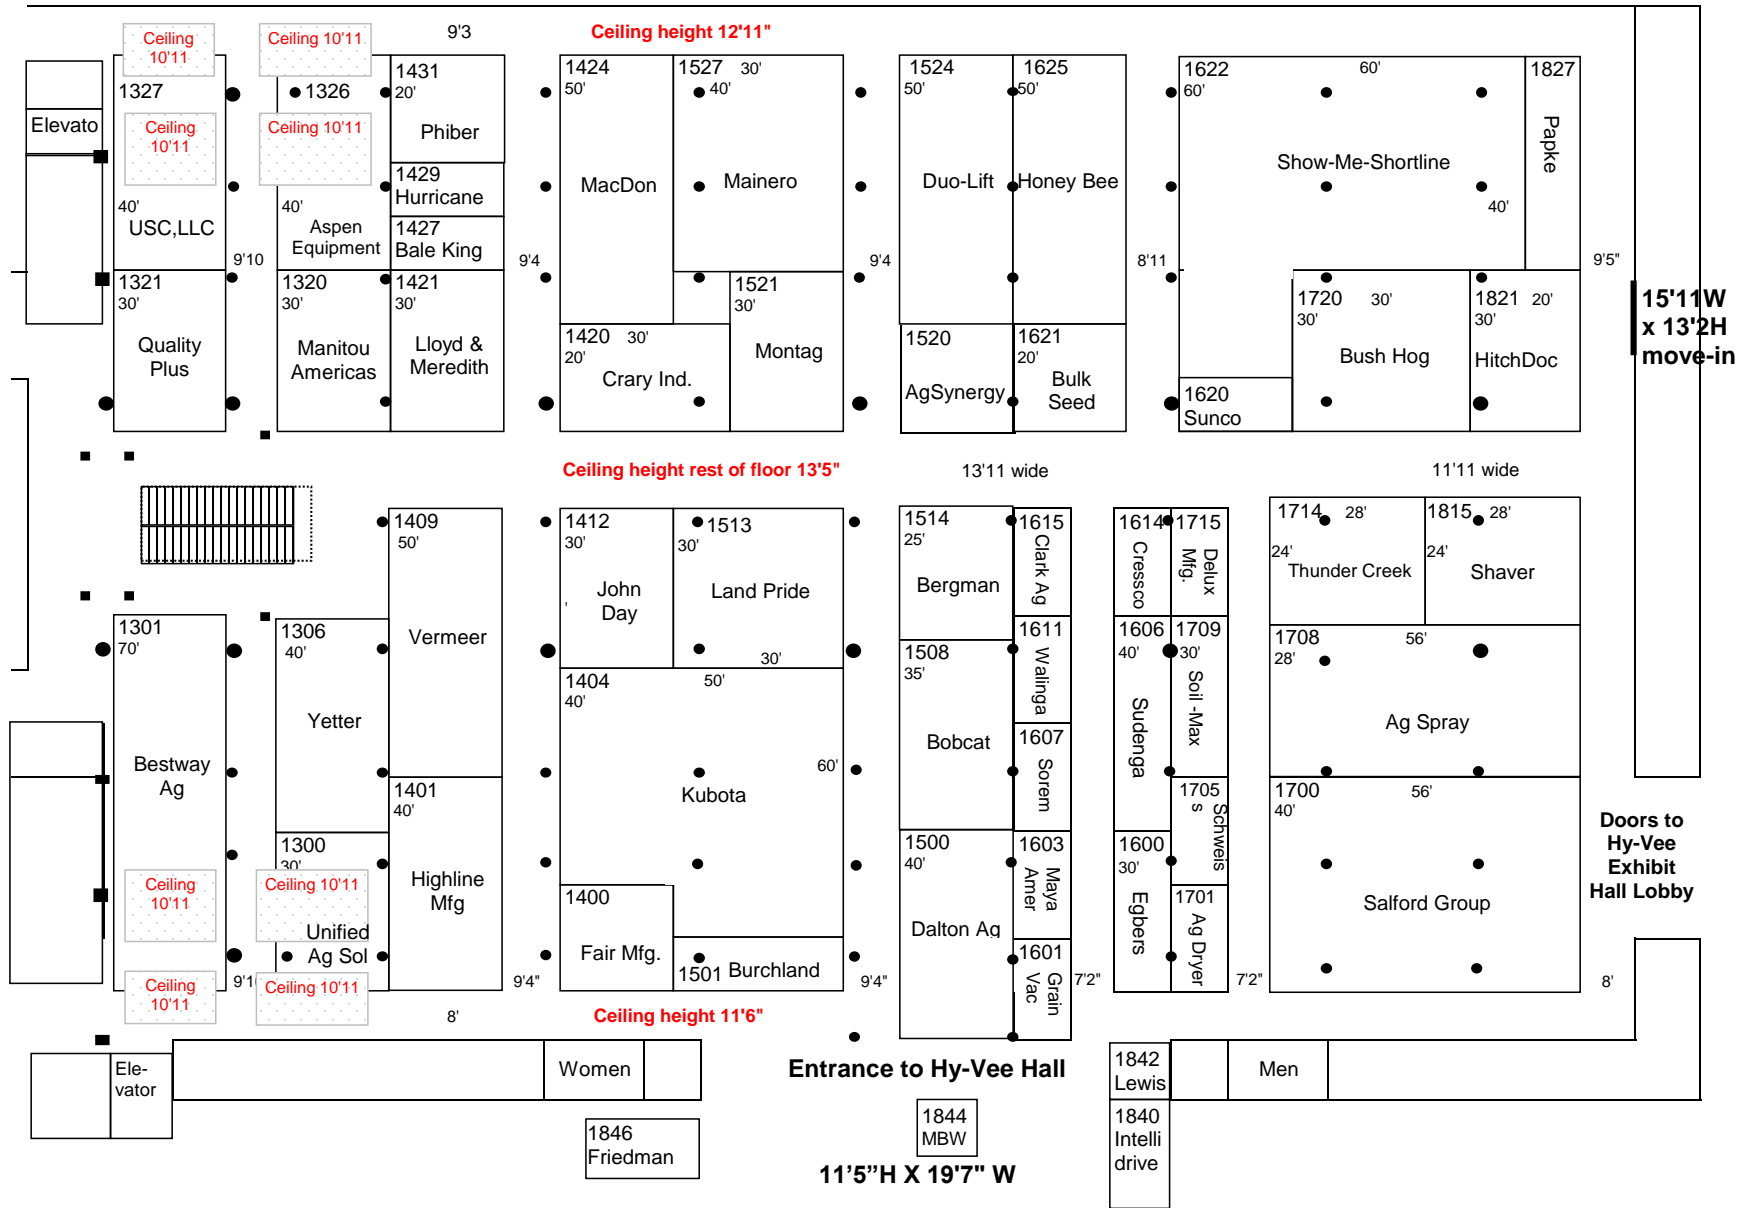 Ceiling
10'11
Ceiling 10'11
9'3
Ceiling height 12'11"
1327
Ceiling
10'11
40'
USC,LLC
1326
Ceiling 10'11
40'
Aspen
Equipment
1431
20'
Phiber
1429
Hurricane
1427
Bale King
1424
50'
MacDon
1527
30'
40'
Mainero
1524
50'
Duo-Lift
1625
50'
Honey Bee
1622
60'
60'
Show-Me-Shortline
40'
1827
Papke
Elevato
9'10
9'4
9'4
8'11
9'5"
1321
30'
Quality
Plus
1320
30'
Manitou
Americas
1421
30'
Lloyd &
Meredith
1420
30'
20'
Crary Ind.
1521
30'
Montag
1520
AgSynergy
1621
20'
Bulk
Seed
1620
Sunco
1720
30'
30'
Bush Hog
1821
20'
30'
HitchDoc
15'11W
x 13'2H
move-in
Ceiling height rest of floor 13'5"
13'11 wide
11'11 wide
1409
50'
Vermeer
1412
30'
'
John
Day
1513
30'
Land Pride
30'
1514
25'
Bergman
1615
Clark Ag
1614
Cressco
1715
Delux
Mfg.
1714
28'
24'
Thunder Creek
1815
28'
24'
Shaver
1301
70'
Bestway
Ag
1306
40'
Yetter
1404
50'
40'
60'
Kubota
1508
35'
Bobcat
1611
Walinga
1607
Sorem
1606
40'
Sudenga
1709
30'
Soil -Max
1708
56'
28'
Ag Spray
1401
40'
Highline
Mfg
1705
Schweis
s
1700
56'
40'
Salford Group
Doors to
Hy-Vee
Exhibit
Hall Lobby
1300
30'
Ceiling
10'11
Ceiling 10'11
Unified
Ag Sol
1400
Fair Mfg.
1501
Burchland
1500
40'
Dalton Ag
1603
Maya
Amer
1601
Grain
Vac
1600
30'
Egbers
1701
Ag Dryer
Ceiling
10'11
Ceiling 10'11
9'4"
9'4"
7'2"
7'2"
8'
8'
Ceiling height 11'6"
Ele-
vator
Women
Entrance to Hy-Vee Hall
1842
Lewis
Men
1846
Friedman
1844
MBW
1840
Intelli
drive
11’5”H X 19'7" W